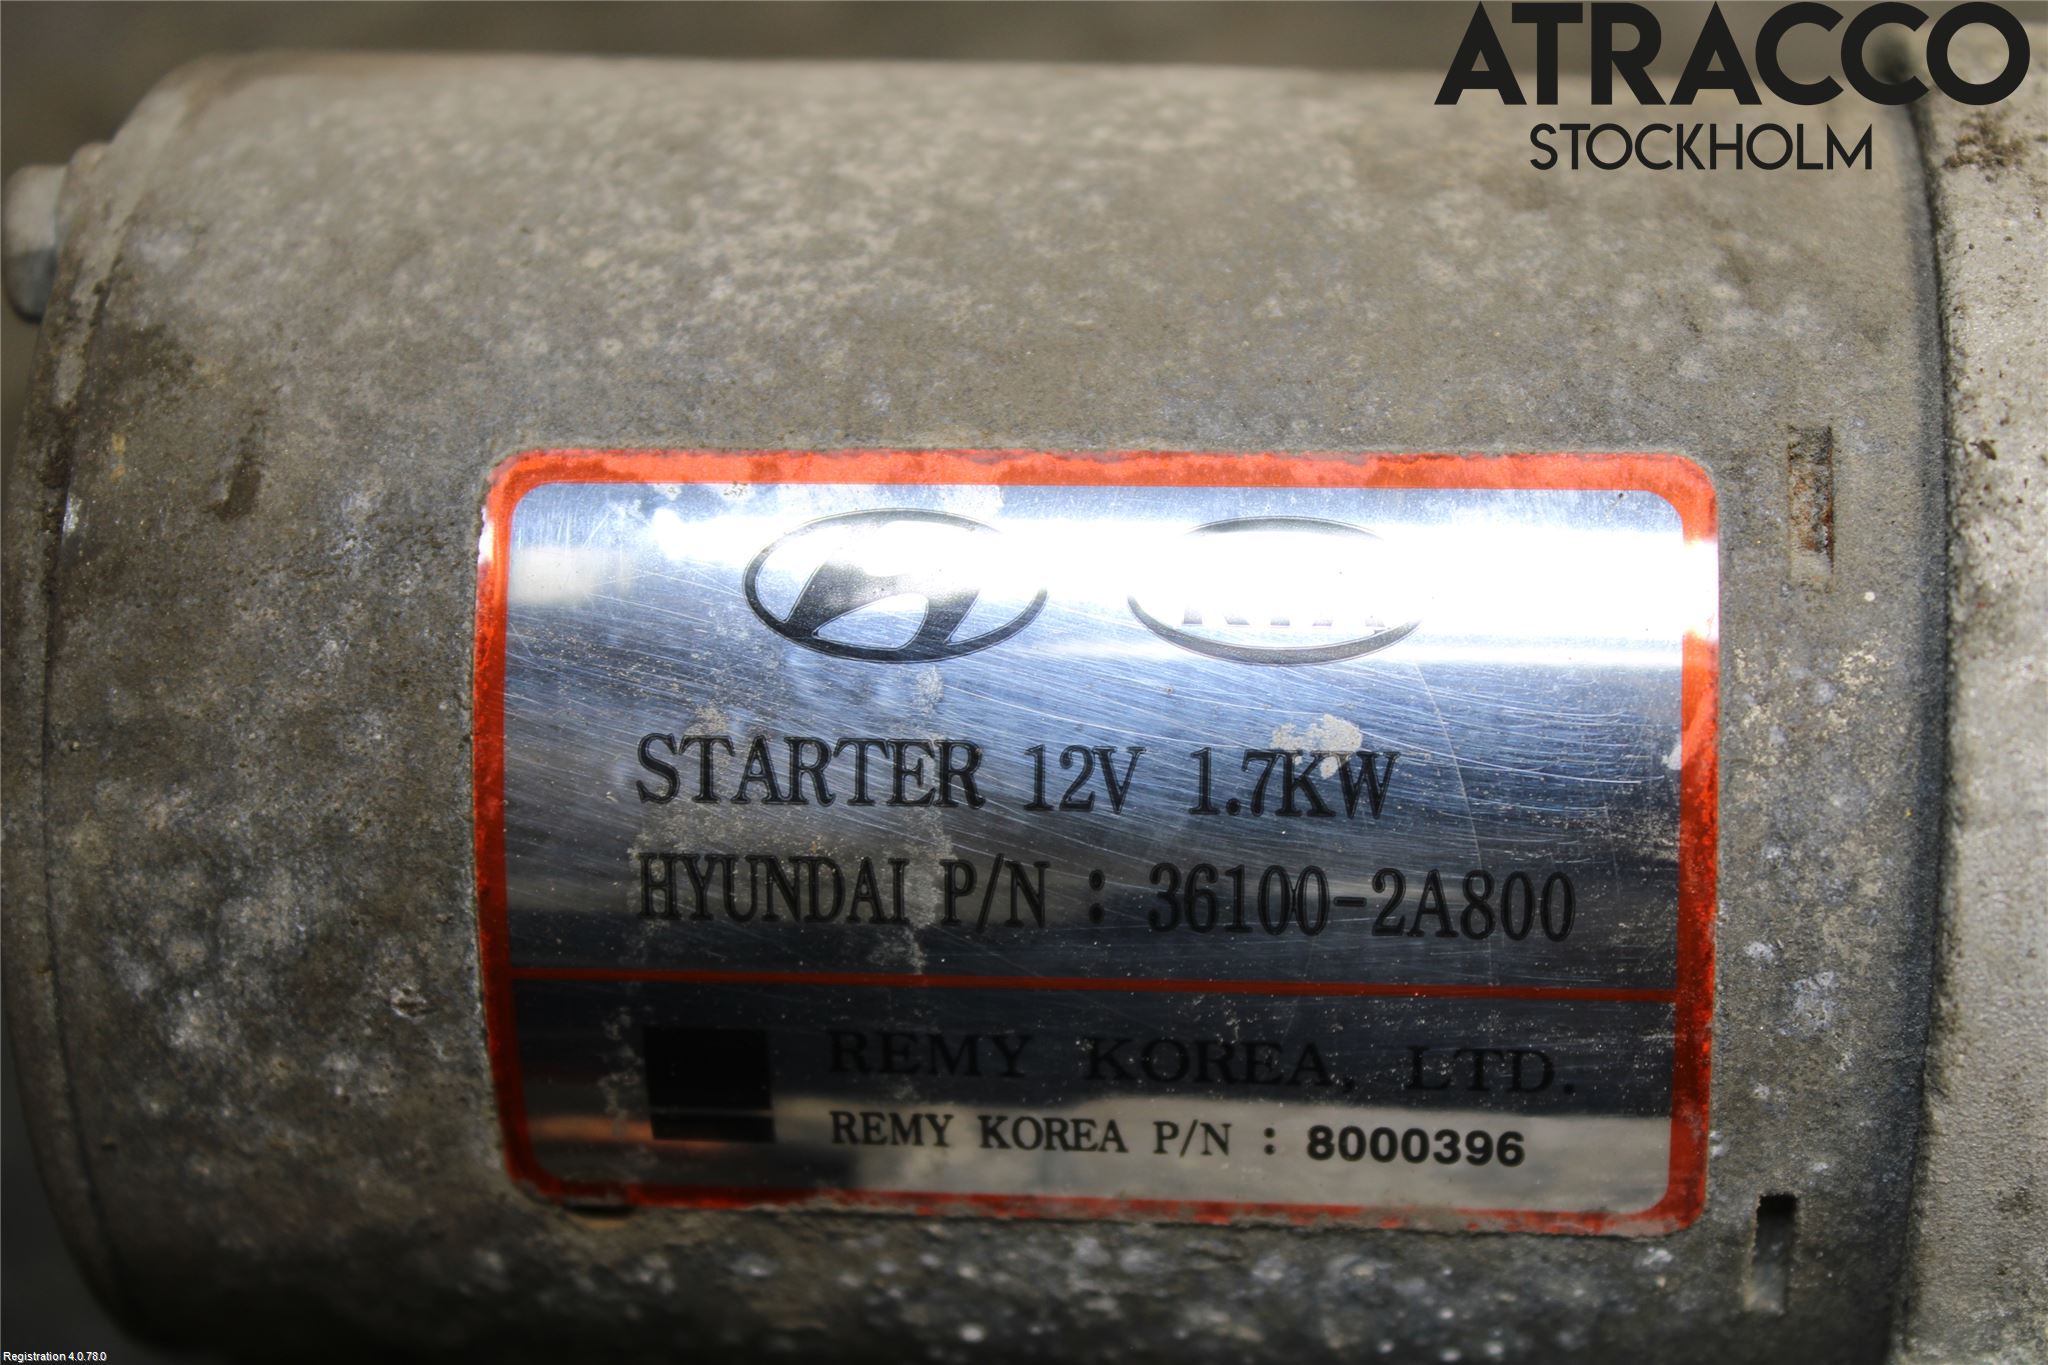 ATRACCO
STOCKHOLM
STARTER 12V 1.7KW
HYUNDAI P/N : 36100-2A800
REMY KOREA, LTD.
REMY KOREA P/N : 8000396
Registration 4.0.78.0